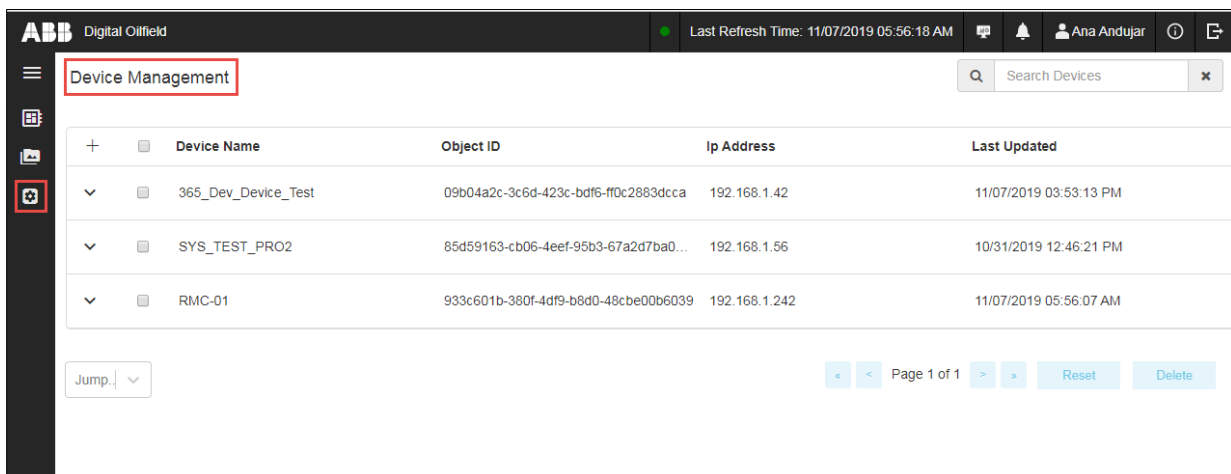 ABB Digital Oilfield Last Refresh Time: 11/07/2019 05:56:18 AM Ana Andujar
Device Management Search Devices
Device Name Object ID Ip Address Last Updated
365_Dev_Device_Test 09b04a2c-3c6d-423c-bdf6-ff0c2883dcca 192.168.1.42 11/07/2019 03:53:13 PM
SYS_TEST_PRO2 85d59163-cb06-4eef-95b3-67a2d7ba0... 192.168.1.56 10/31/2019 12:46:21 PM
RMC-01 933c601b-380f-4df9-b8d0-48cbe00b6039 192.168.1.242 11/07/2019 05:56:07 AM
Jump.. « < Page 1 of 1 > » Reset Delete